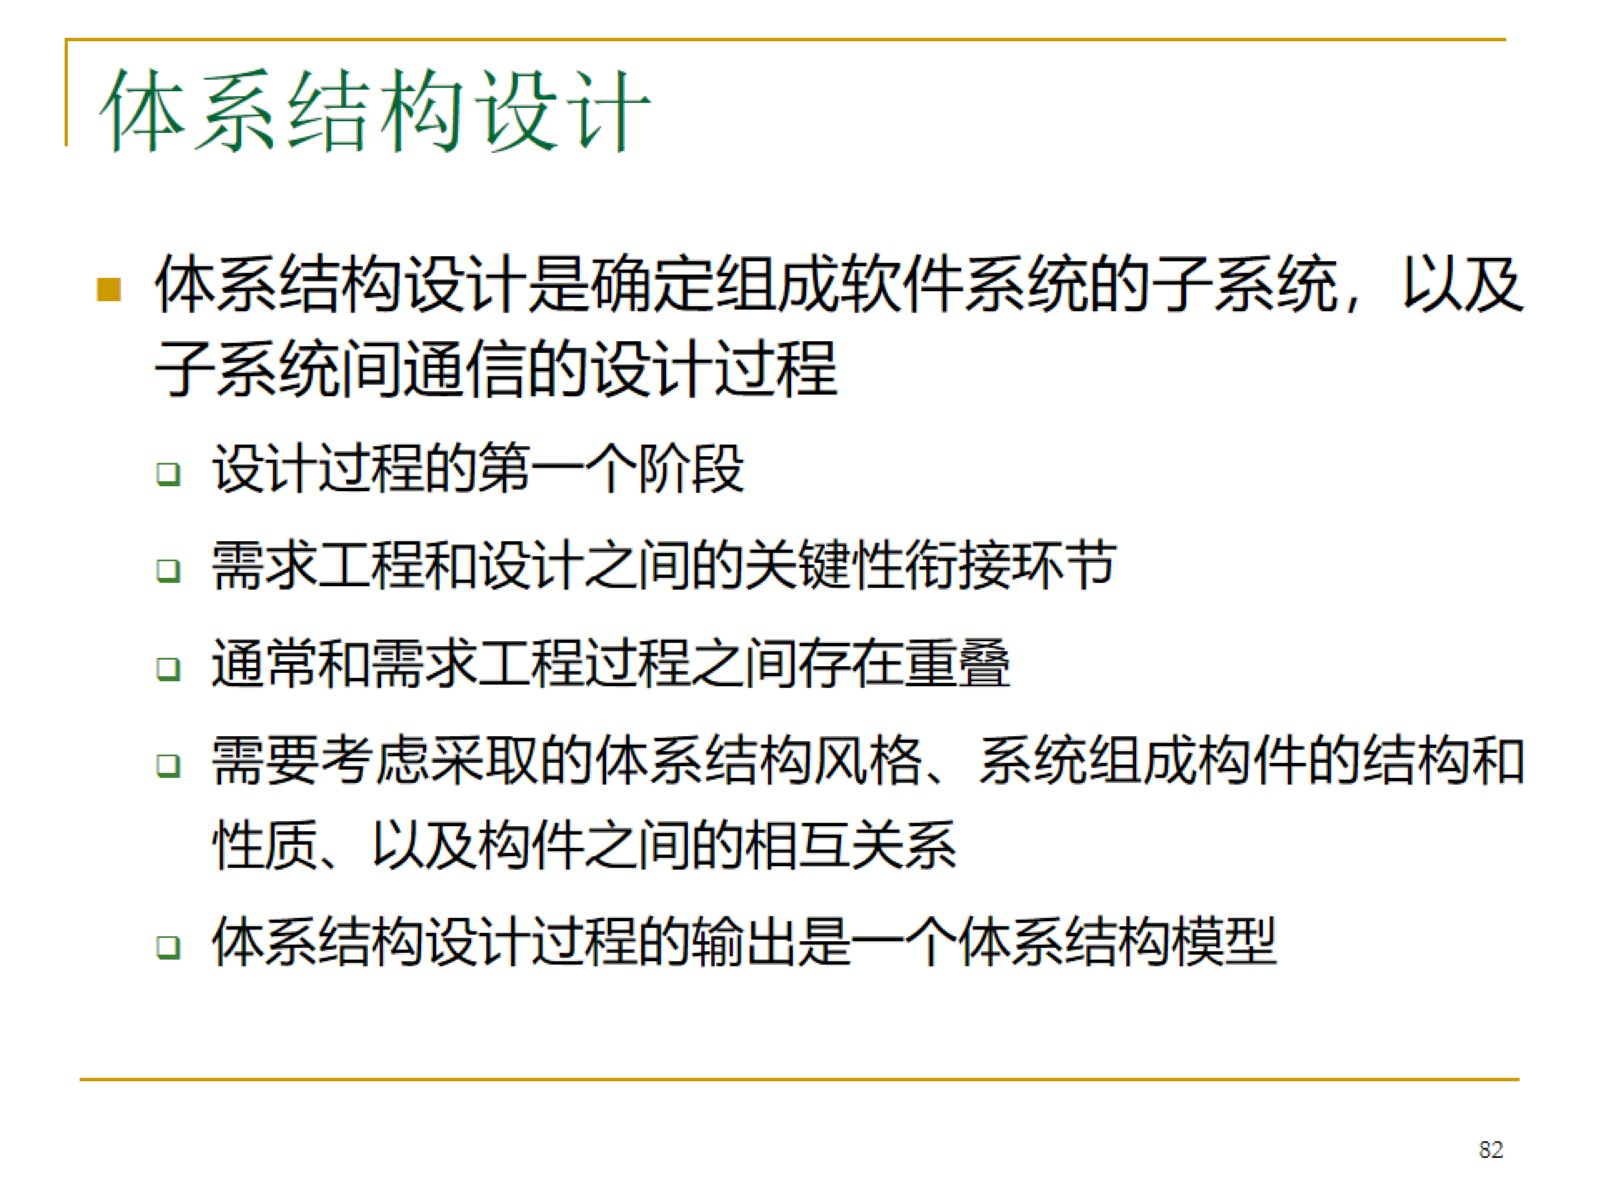 体系结构设计
体系结构设计是确定组成软件系统的子系统，以及
子系统间通信的设计过程
设计过程的第一个阶段
需求工程和设计之间的关键性衔接环节
通常和需求工程过程之间存在重叠
需要考虑采取的体系结构风格、系统组成构件的结构和
性质、以及构件之间的相互关系
体系结构设计过程的输出是一个体系结构模型
82